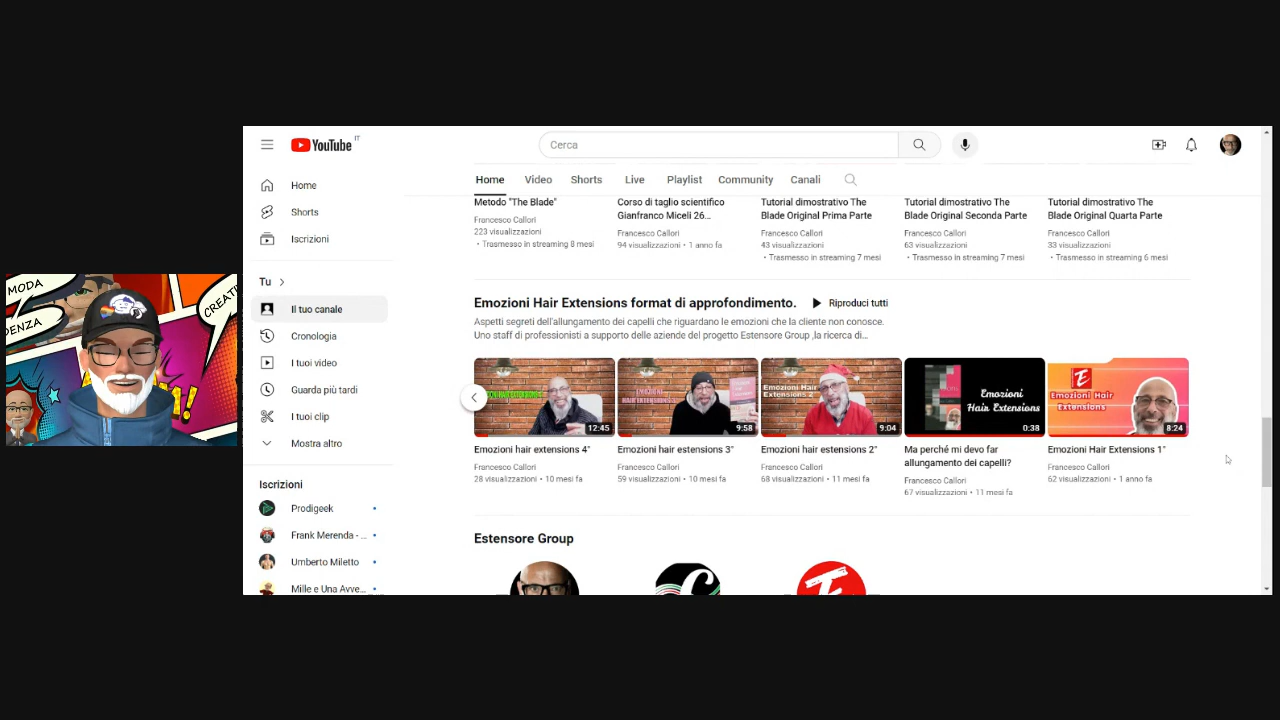 MODA
DENZA
CREATI
YouTube IT
Cerca
Home
Shorts
Iscrizioni
Tu
Il tuo canale
Cronologia
I tuoi video
Guarda più tardi
I tuoi clip
Mostra altro
Iscrizioni
Prodigeek
Frank Merenda - ...
Umberto Miletto
Mille e Una Avve...
Home Video Shorts Live Playlist Community Canali
Metodo "The Blade"
Francesco Callori
223 visualizzazioni
• Trasmesso in streaming 8 mesi
Corso di taglio scientifico
Gianfranco Miceli 26...
Francesco Callori
94 visualizzazioni • 1 anno fa
Tutorial dimostrativo The
Blade Original Prima Parte
Francesco Callori
43 visualizzazioni
• Trasmesso in streaming 7 mesi
Tutorial dimostrativo The
Blade Original Seconda Parte
Francesco Callori
63 visualizzazioni
• Trasmesso in streaming 7 mesi
Tutorial dimostrativo The
Blade Original Quarta Parte
Francesco Callori
33 visualizzazioni
• Trasmesso in streaming 6 mesi
Emozioni Hair Extensions format di approfondimento.
Riproduci tutti
Aspetti segreti dell'allungamento dei capelli che riguardano le emozioni che la cliente non conosce.
Uno staff di professionisti a supporto delle aziende del progetto Estensore Group ,la ricerca di...
12:45
Emozioni hair extensions 4°
Francesco Callori
28 visualizzazioni • 10 mesi fa
9:58
Emozioni hair estensions 3°
Francesco Callori
59 visualizzazioni • 10 mesi fa
Emozioni Hair
Extensions 2°
9:04
Emozioni hair estensions 2°
Francesco Callori
68 visualizzazioni • 11 mesi fa
Emozioni
Hair Extensions
0:38
Ma perché mi devo far
allungamento dei capelli?
Francesco Callori
67 visualizzazioni • 11 mesi fa
Emozioni Hair
Extensions
8:24
Emozioni Hair Extensions 1°
Francesco Callori
62 visualizzazioni • 1 anno fa
Estensore Group